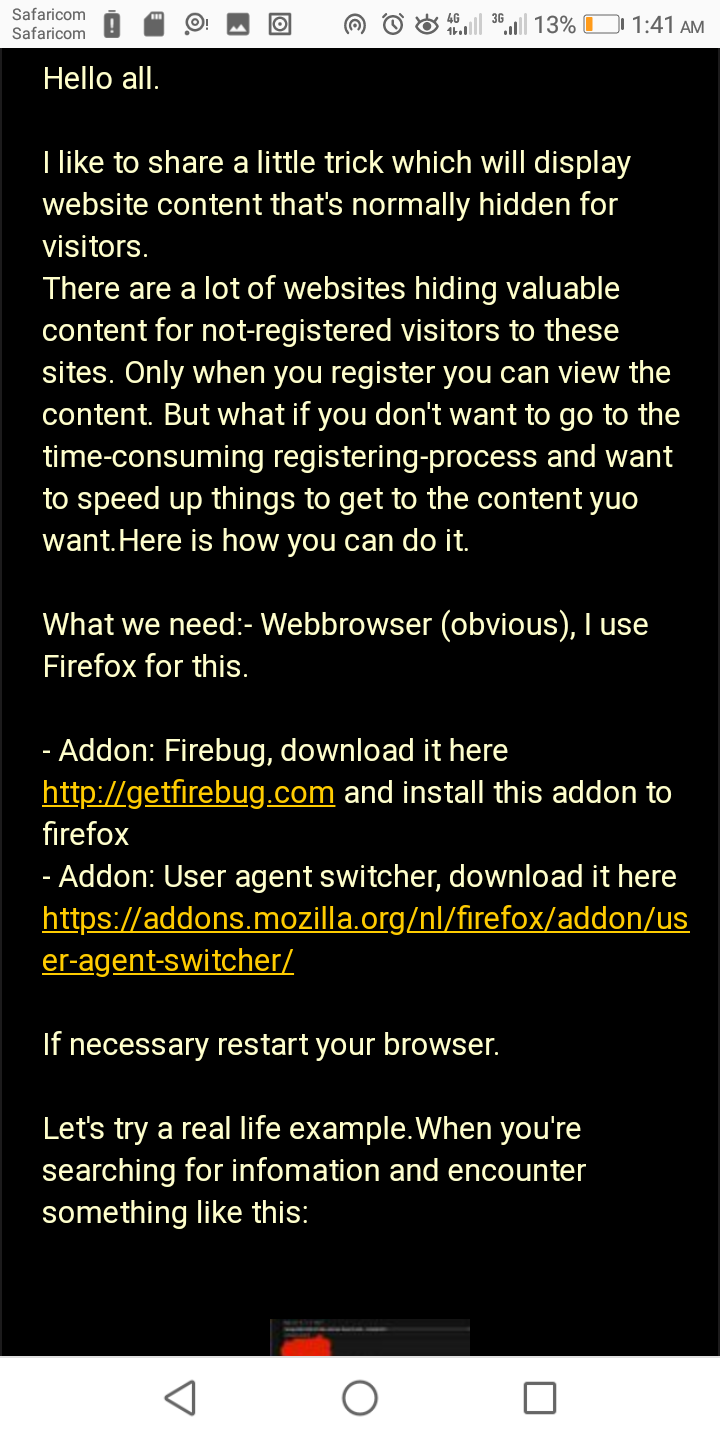 Safaricom
Safaricom
4G
3G
13%
1:41 AM
Hello all.
I like to share a little trick which will display
website content that's normally hidden for
visitors.
There are a lot of websites hiding valuable
content for not-registered visitors to these
sites. Only when you register you can view the
content. But what if you don't want to go to the
time-consuming registering-process and want
to speed up things to get to the content yuo
want.Here is how you can do it.
What we need:- Webbrowser (obvious), I use
Firefox for this.
- Addon: Firebug, download it here
http://getfirebug.com and install this addon to
firefox
- Addon: User agent switcher, download it here
https://addons.mozilla.org/nl/firefox/addon/us
er-agent-switcher/
If necessary restart your browser.
Let's try a real life example.When you're
searching for infomation and encounter
something like this: